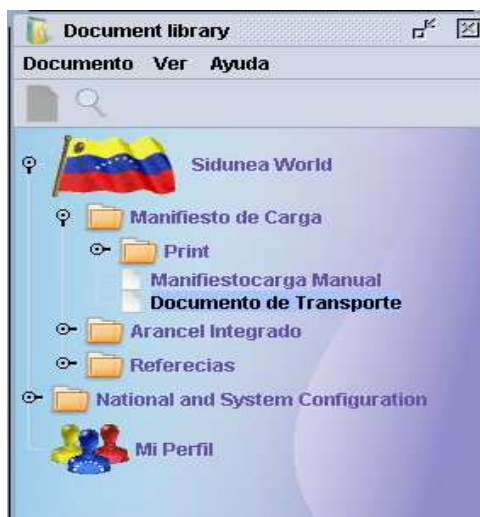 Document library
Documento Ver Ayuda
Sidunea World
Manifiesto de Carga
Print
Manifiestocarga Manual
Documento de Transporte
Arancel Integrado
Referecias
National and System Configuration
Mi Perfil